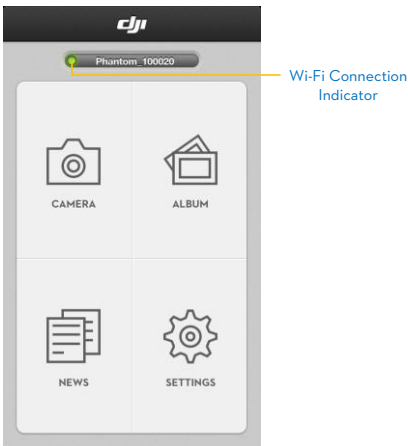 dji
Phantom_100020
Wi-Fi Connection
Indicator
CAMERA
ALBUM
NEWS
SETTINGS